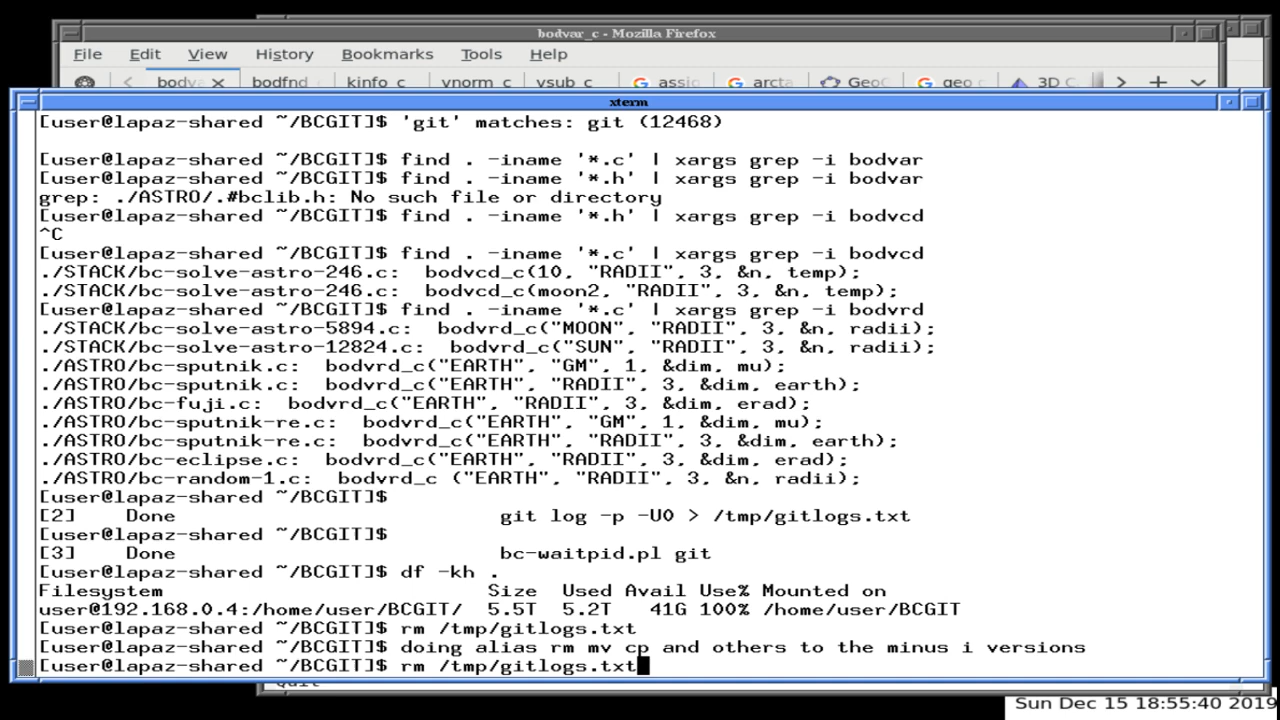 bodvar_c - Mozilla Firefox
File Edit View History Bookmarks Tools Help
bodva bodfnd kinfo_c vnorm_c vsub_c assig arcta GeoC geo c 3D C
xterm
[user@lapaz-shared ~/BCGIT]$ 'git' matches: git (12468)
[user@lapaz-shared ~/BCGIT]$ find . -iname '*.c' | xargs grep -i bodvar
[user@lapaz-shared ~/BCGIT]$ find . -iname '*.h' | xargs grep -i bodvar
grep: ./ASTRO/.#bclib.h: No such file or directory
[user@lapaz-shared ~/BCGIT]$ find . -iname '*.h' | xargs grep -i bodvcd
^C
[user@lapaz-shared ~/BCGIT]$ find . -iname '*.c' | xargs grep -i bodvcd
./STACK/bc-solve-astro-246.c:  bodvcd_c(10, "RADII", 3, &n, temp);
./STACK/bc-solve-astro-246.c:  bodvcd_c(moon2, "RADII", 3, &n, temp);
[user@lapaz-shared ~/BCGIT]$ find . -iname '*.c' | xargs grep -i bodvrd
./STACK/bc-solve-astro-5894.c:  bodvrd_c("MOON", "RADII", 3, &n, radii);
./STACK/bc-solve-astro-12824.c:  bodvrd_c("SUN", "RADII", 3, &n, radii);
./ASTRO/bc-sputnik.c:  bodvrd_c("EARTH", "GM", 1, &dim, mu);
./ASTRO/bc-sputnik.c:  bodvrd_c("EARTH", "RADII", 3, &dim, earth);
./ASTRO/bc-fuji.c:  bodvrd_c("EARTH", "RADII", 3, &dim, erad);
./ASTRO/bc-sputnik-re.c:  bodvrd_c("EARTH", "GM", 1, &dim, mu);
./ASTRO/bc-sputnik-re.c:  bodvrd_c("EARTH", "RADII", 3, &dim, earth);
./ASTRO/bc-eclipse.c:  bodvrd_c("EARTH", "RADII", 3, &dim, erad);
./ASTRO/bc-random-1.c:  bodvrd_c ("EARTH", "RADII", 3, &n, radii);
[user@lapaz-shared ~/BCGIT]$
[2]    Done                          git log -p -U0 > /tmp/gitlogs.txt
[user@lapaz-shared ~/BCGIT]$
[3]    Done                          bc-waitpid.pl git
[user@lapaz-shared ~/BCGIT]$ df -kh .
Filesystem                          Size  Used Avail Use% Mounted on
user@192.168.0.4:/home/user/BCGIT/  5.5T  5.2T   41G 100% /home/user/BCGIT
[user@lapaz-shared ~/BCGIT]$ rm /tmp/gitlogs.txt
[user@lapaz-shared ~/BCGIT]$ doing alias rm mv cp and others to the minus i versions
[user@lapaz-shared ~/BCGIT]$ rm /tmp/gitlogs.txt
Quit
Sun Dec 15 18:55:40 2019